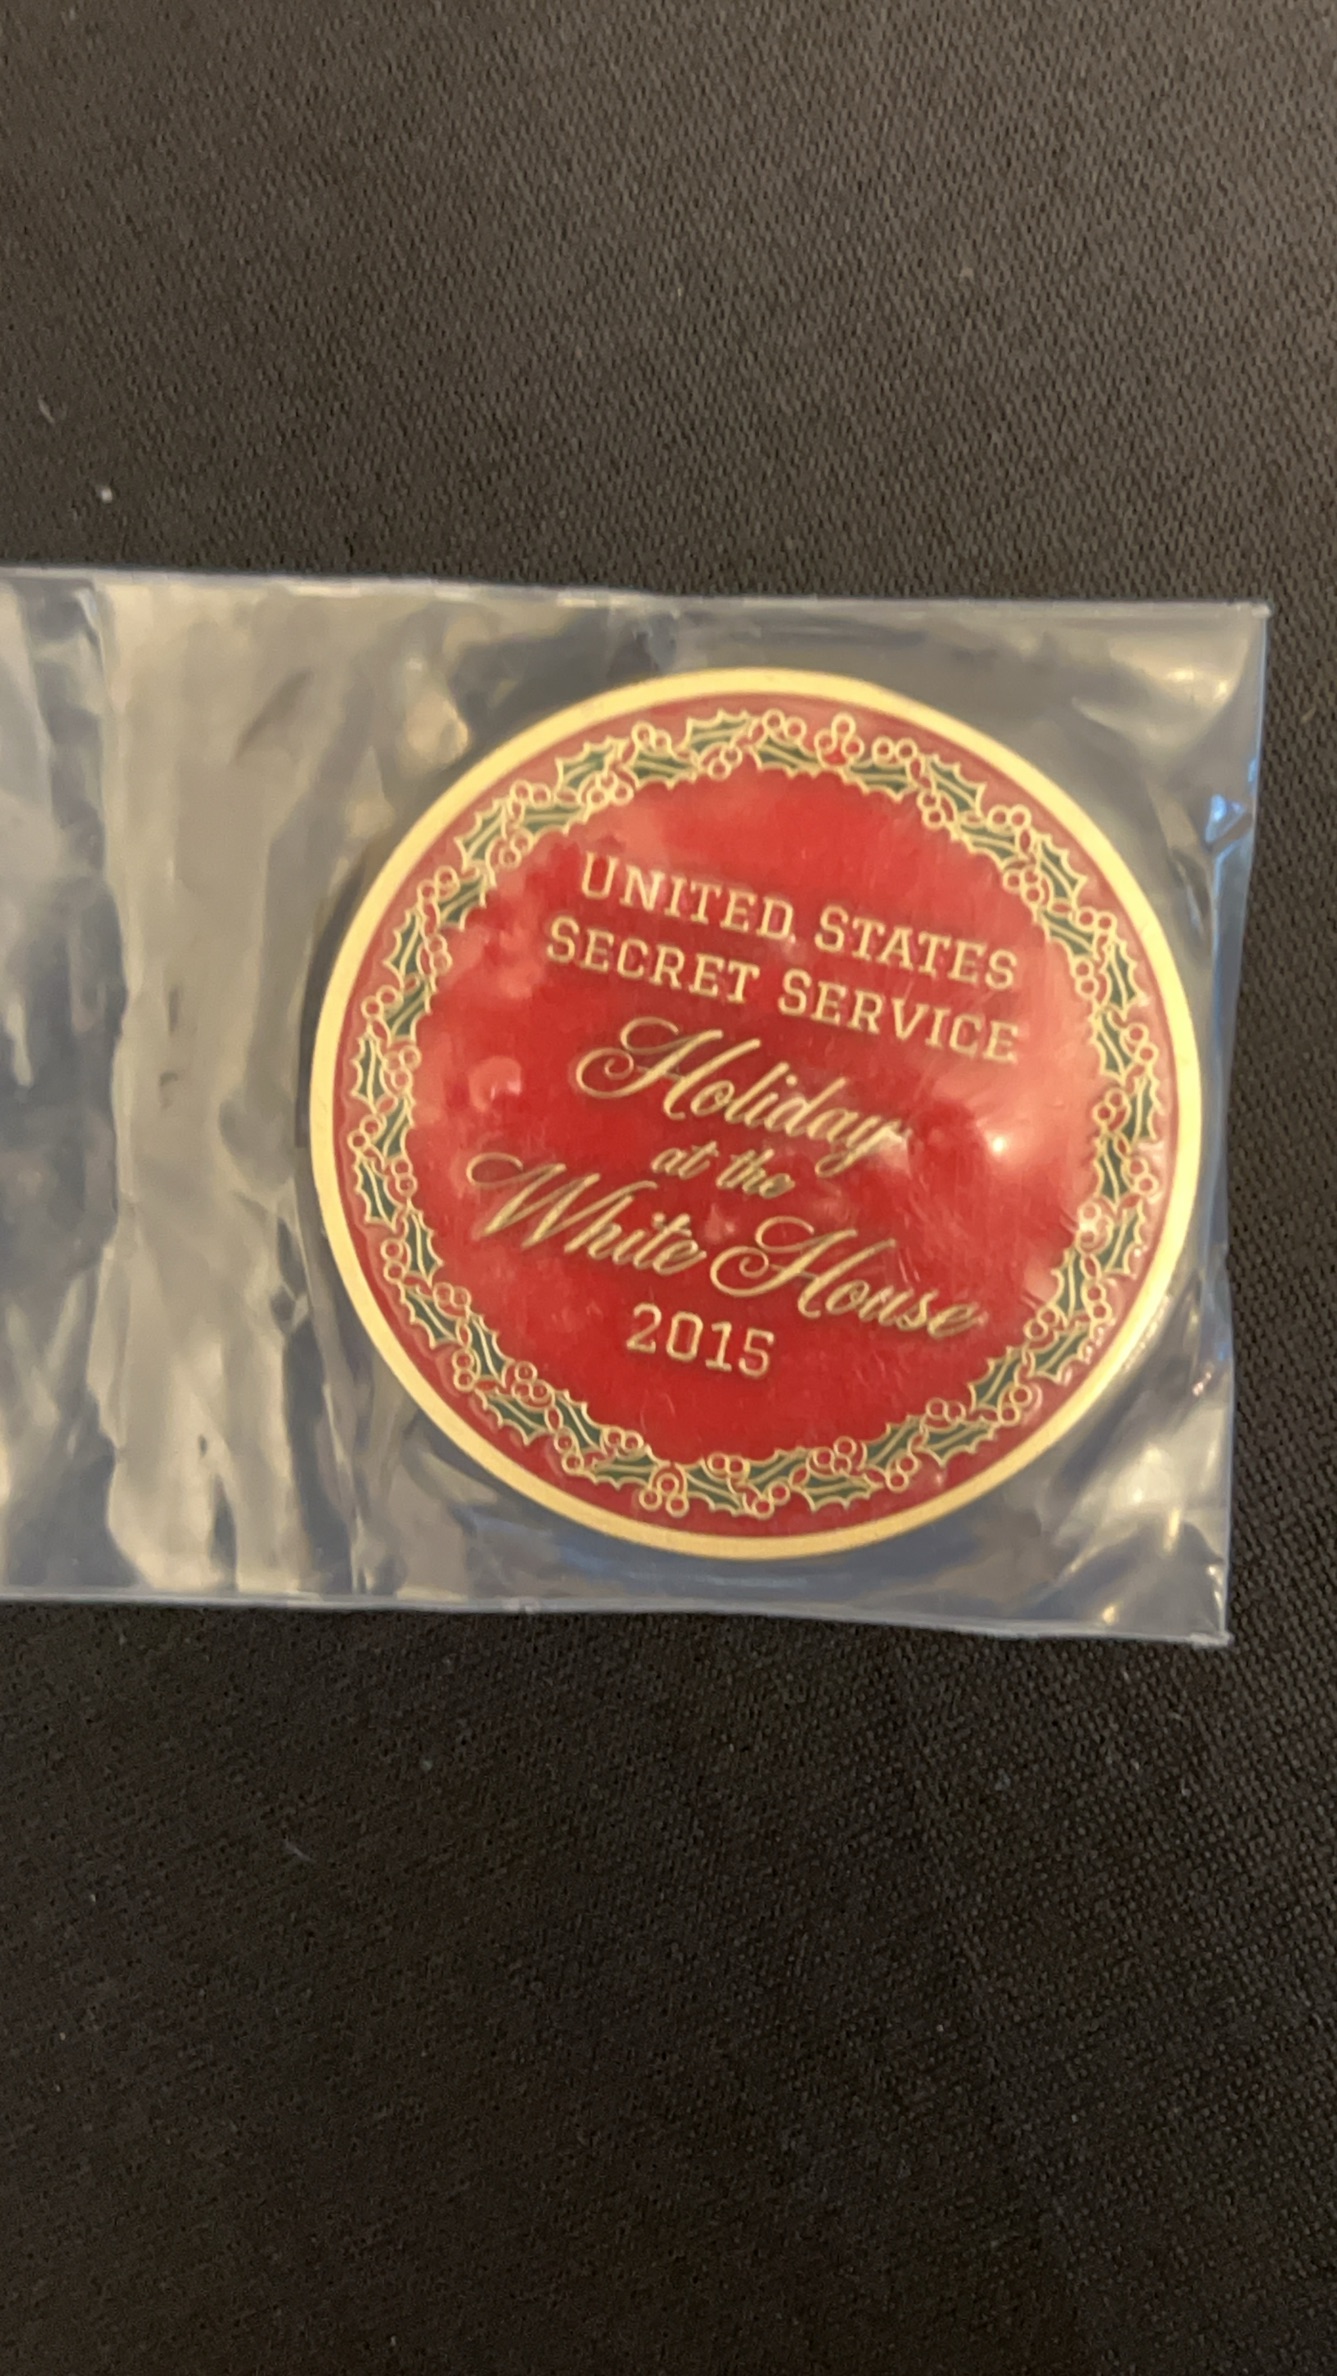 UNITED STATES
SECRET SERVICE
Holiday
at the
White House
2015